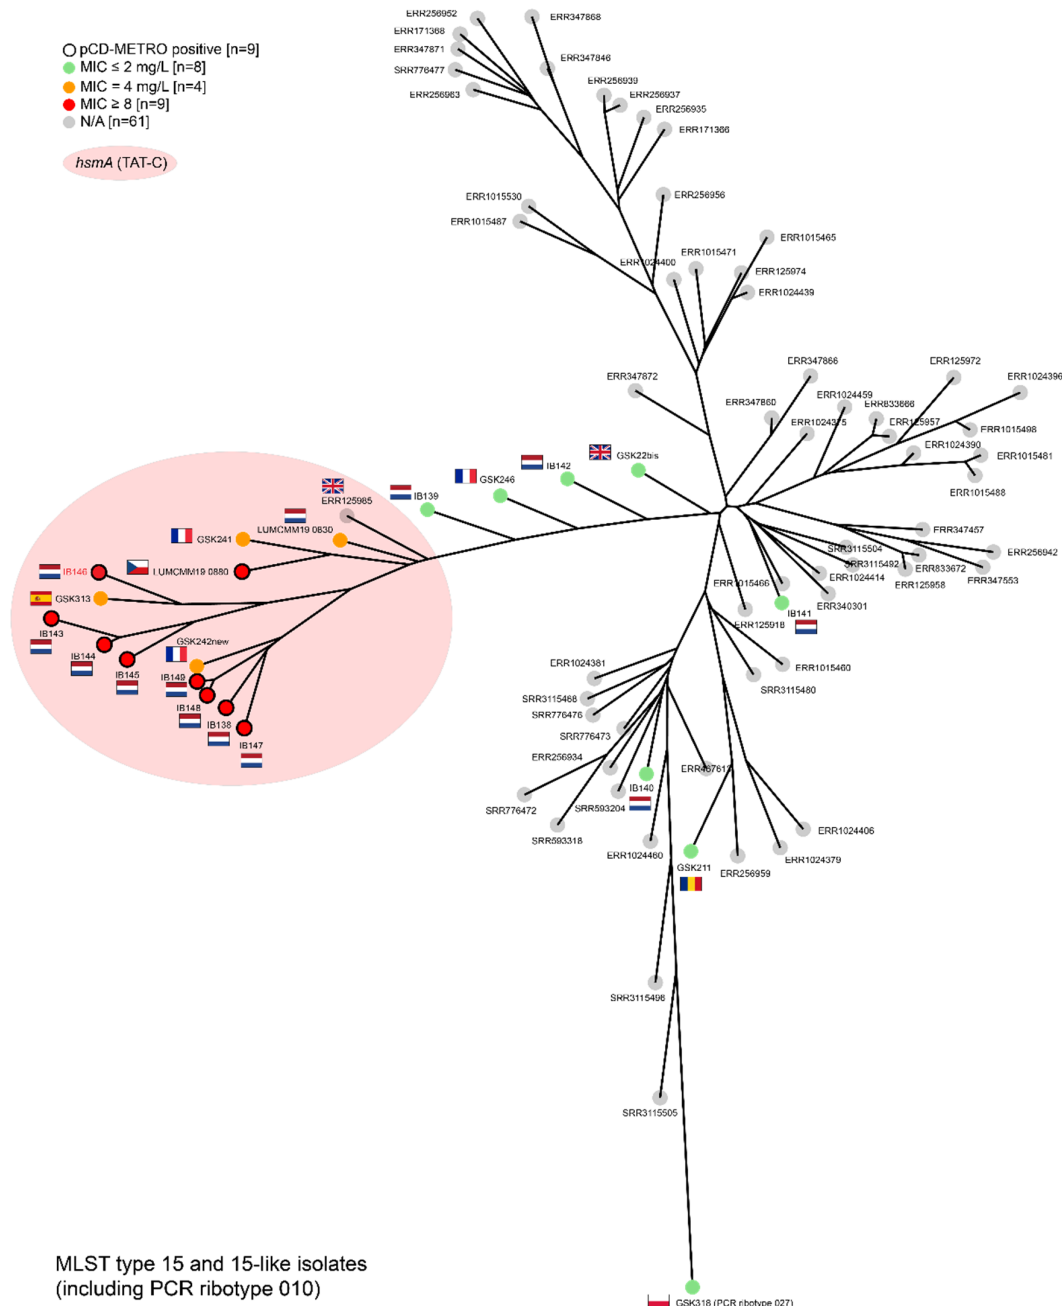 pCD-METRO positive [n=9]
MIC ≤ 2 mg/L [n=8]
MIC = 4 mg/L [n=4]
MIC ≥ 8 [n=9]
N/A [n=61]
hsmA (TAT-C)
ERR256952
ERR347868
ERR171368
ERR347871
ERR347846
SRR776477
ERR256963
ERR256939
ERR256937
ERR256935
ERR171366
ERR1015530
ERR1015487
ERR256956
ERR1015465
ERR1015471
ERR1024400
ERR125974
ERR1024439
ERR347872
ERR347866
ERR125972
ERR1024396
ERR347860
ERR1024459
ERR833666
ERR1024375
ERR125957
ERR1015498
ERR1024390
ERR1015481
ERR1015488
GSK22bis
IB142
GSK246
IB139
ERR125985
LUMCMM19 0830
GSK241
LUMCMM19 0880
IB146
GSK313
IB143
IB144
IB145
GSK242new
IB149
IB148
IB138
IB147
ERR347457
SRR3115504
ERR256942
SRR3115492
ERR833672
ERR347553
ERR1024414
ERR125958
ERR1015466
ERR340301
IB141
ERR125918
ERR1015460
SRR3115480
ERR1024381
SRR3115468
SRR776476
SRR776473
ERR256934
ERR467617
IB140
SRR776472
SRR593204
SRR593318
ERR1024460
ERR1024406
ERR1024379
GSK211
ERR256959
SRR3115498
SRR3115505
MLST type 15 and 15-like isolates
(including PCR ribotype 010)
GSK318 (PCR ribotype 027)